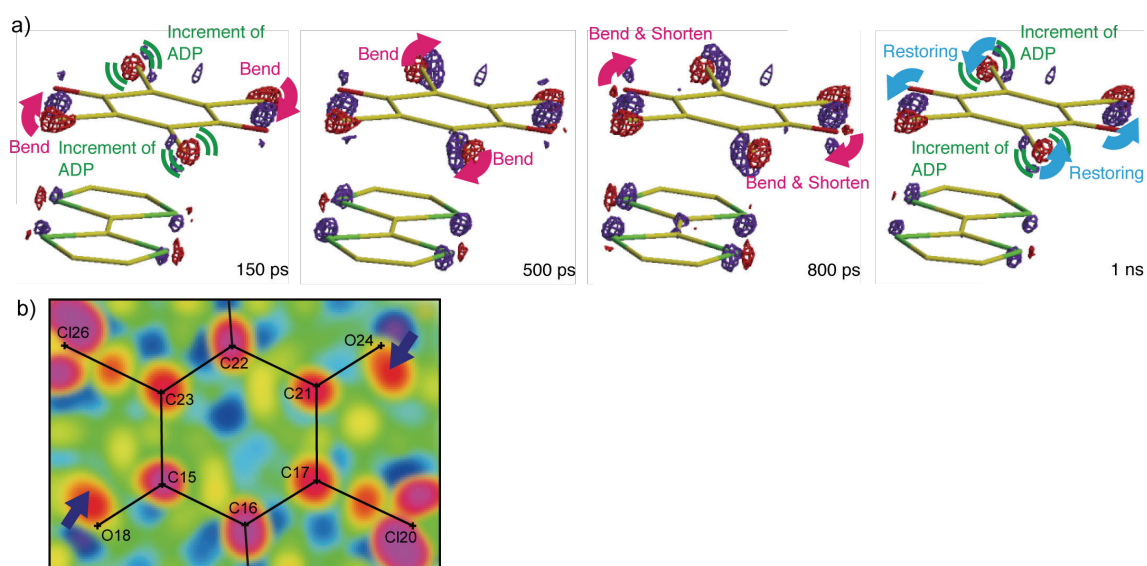 a)
Increment of
ADP
Bend
Bend
Increment of
ADP
150 ps
Bend
Bend
500 ps
Bend & Shorten
Bend & Shorten
800 ps
Restoring
Increment of
ADP
Increment of
ADP
Restoring
1 ns
b)
Cl26
O24
C22
C23
C21
C15
C17
C16
O18
Cl20